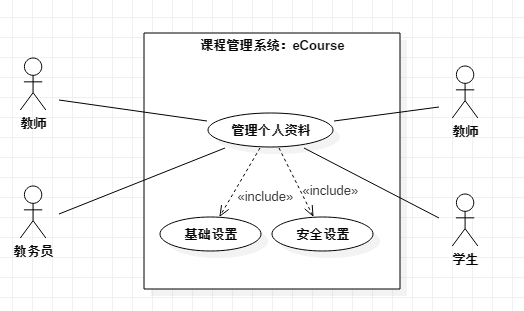 课程管理系统：eCourse
教师
教师
管理个人资料
«include»
«include»
教务员
基础设置
安全设置
学生